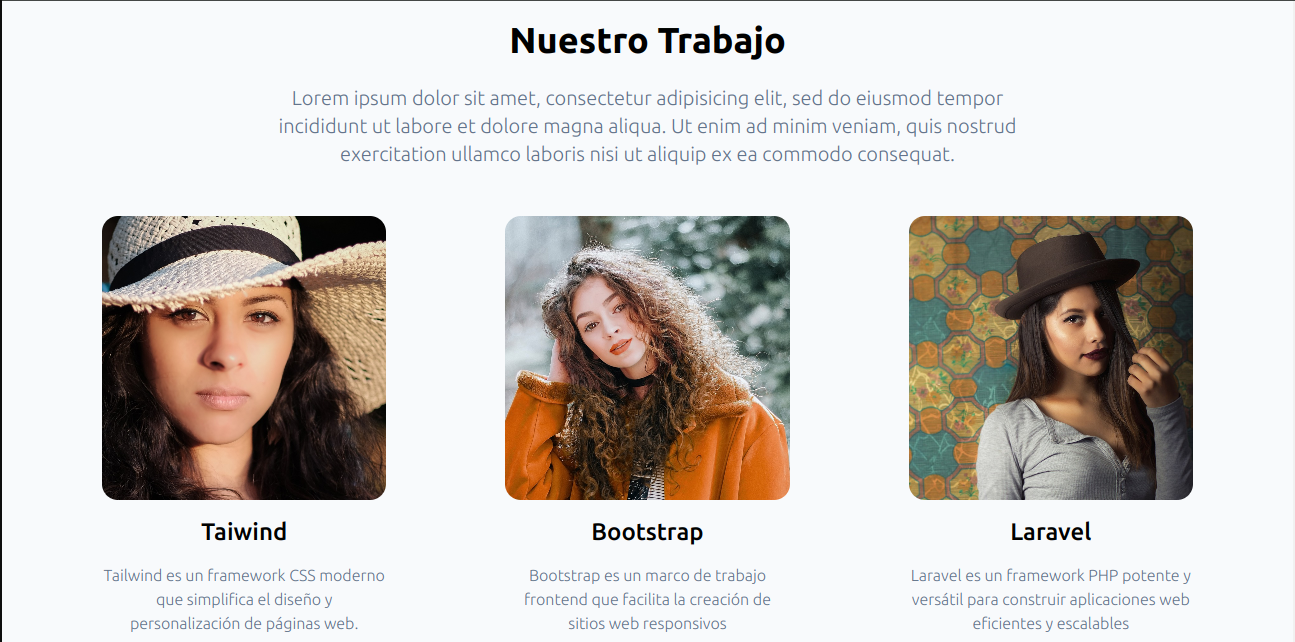 Nuestro Trabajo
Lorem ipsum dolor sit amet, consectetur adipisicing elit, sed do eiusmod tempor
incididunt ut labore et dolore magna aliqua. Ut enim ad minim veniam, quis nostrud
exercitation ullamco laboris nisi ut aliquip ex ea commodo consequat.
Taiwind
Tailwind es un framework CSS moderno
que simplifica el diseño y
personalización de páginas web.
Bootstrap
Bootstrap es un marco de trabajo
frontend que facilita la creación de
sitios web responsivos
Laravel
Laravel es un framework PHP potente y
versátil para construir aplicaciones web
eficientes y escalables